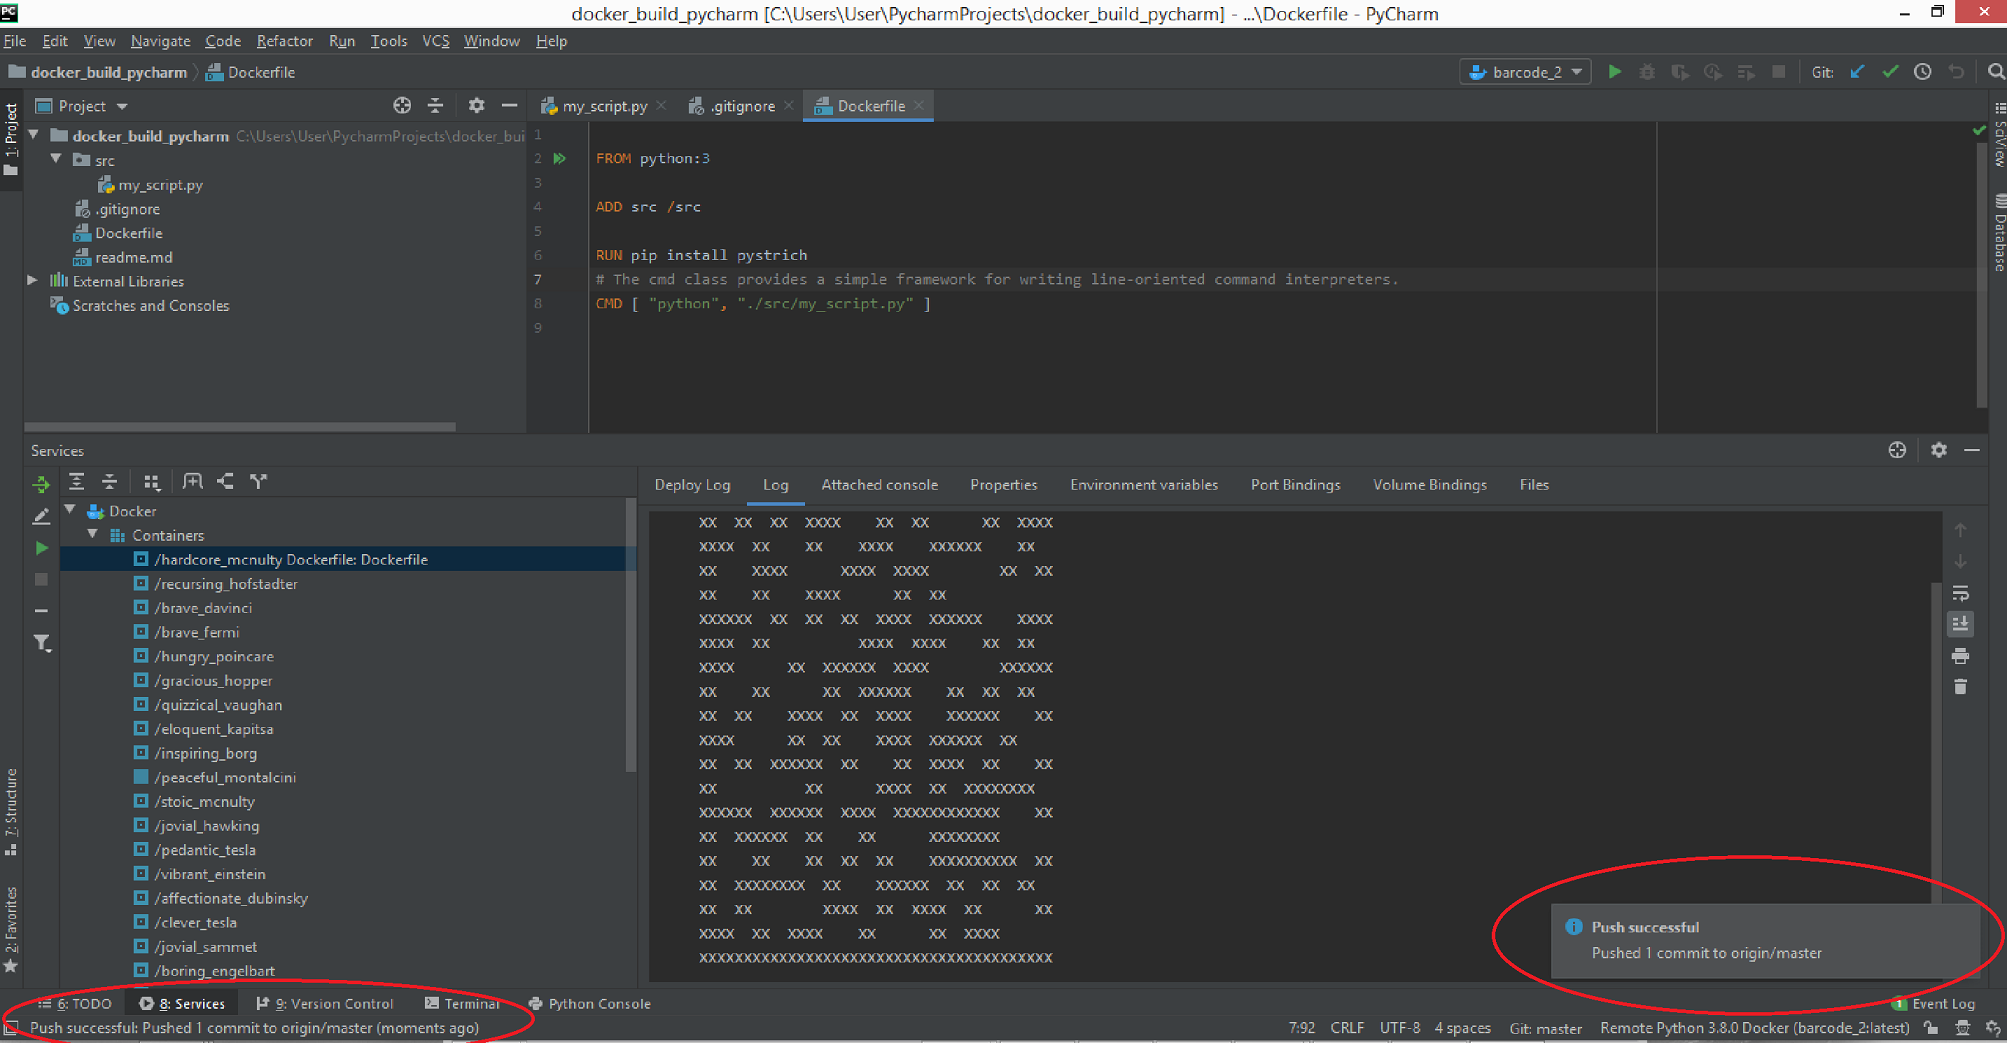 PC
docker_build_pycharm [C:\Users\User\PycharmProjects\docker_build_pycharm] - ...\Dockerfile - PyCharm
File Edit View Navigate Code Refactor Run Tools VCS Window Help
docker_build_pycharm Dockerfile
barcode_2 Git:
1: Project
Project
my_script.py .gitignore Dockerfile
docker_build_pycharm C:\Users\User\PycharmProjects\docker_bui
src
my_script.py
.gitignore
Dockerfile
readme.md
External Libraries
Scratches and Consoles
1
2 FROM python:3
3
4 ADD src /src
5
6 RUN pip install pystrich
7 # The cmd class provides a simple framework for writing line-oriented command interpreters.
8 CMD [ "python", "./src/my_script.py" ]
9
SciView
Database
Services
Deploy Log Log Attached console Properties Environment variables Port Bindings Volume Bindings Files
Docker
Containers
/hardcore_mcnulty Dockerfile: Dockerfile
/recursing_hofstadter
/brave_davinci
/brave_fermi
/hungry_poincare
/gracious_hopper
/quizzical_vaughan
/eloquent_kapitsa
/inspiring_borg
/peaceful_montalcini
/stoic_mcnulty
/jovial_hawking
/pedantic_tesla
/vibrant_einstein
/affectionate_dubinsky
/clever_tesla
/jovial_sammet
/boring_engelbart
XX  XX  XX  XXXX    XX  XX      XX  XXXX
XXXX  XX    XX    XXXX    XXXXXX    XX
XX    XXXX      XXXX  XXXX        XX  XX
XX    XX    XXXX      XX  XX
XXXXXX  XX  XX  XX  XXXX  XXXXXX    XXXX
XXXX  XX          XXXX  XXXX    XX  XX
XXXX      XX  XXXXXX  XXXX        XXXXXX
XX    XX      XX  XXXXXX    XX  XX  XX
XX  XX    XXXX  XX  XXXX    XXXXXX    XX
XXXX      XX  XX    XXXX  XXXXXX  XX
XX  XX  XXXXXX  XX    XX  XXXX  XX    XX
XX          XX      XXXX  XX  XXXXXXXX
XXXXXX  XXXXXX  XXXX  XXXXXXXXXXXX    XX
XX  XXXXXX  XX    XX      XXXXXXXX
XX    XX    XX  XX  XX    XXXXXXXXXX  XX
XX  XXXXXXXX  XX    XXXXXX  XX  XX  XX
XX  XX        XXXX  XX  XXXX  XX      XX
XXXX  XX  XXXX    XX      XX  XXXX
XXXXXXXXXXXXXXXXXXXXXXXXXXXXXXXXXXXXXXXX
7: Structure
2: Favorites
Push successful
Pushed 1 commit to origin/master
6: TODO 8: Services 9: Version Control Terminal Python Console 1 Event Log
Push successful: Pushed 1 commit to origin/master (moments ago) 7:92 CRLF UTF-8 4 spaces Git: master Remote Python 3.8.0 Docker (barcode_2:latest)